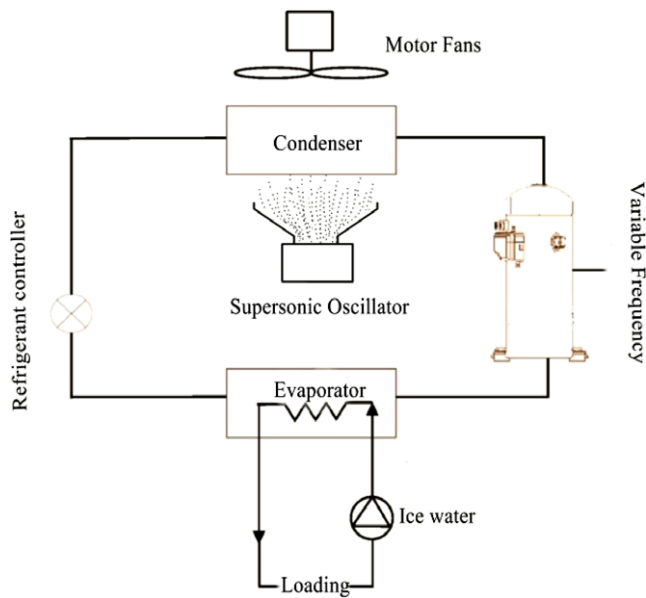 Motor Fans
Condenser
Supersonic Oscillator
Refrigerant controller
Variable Frequency
Evaporator
Ice water
Loading